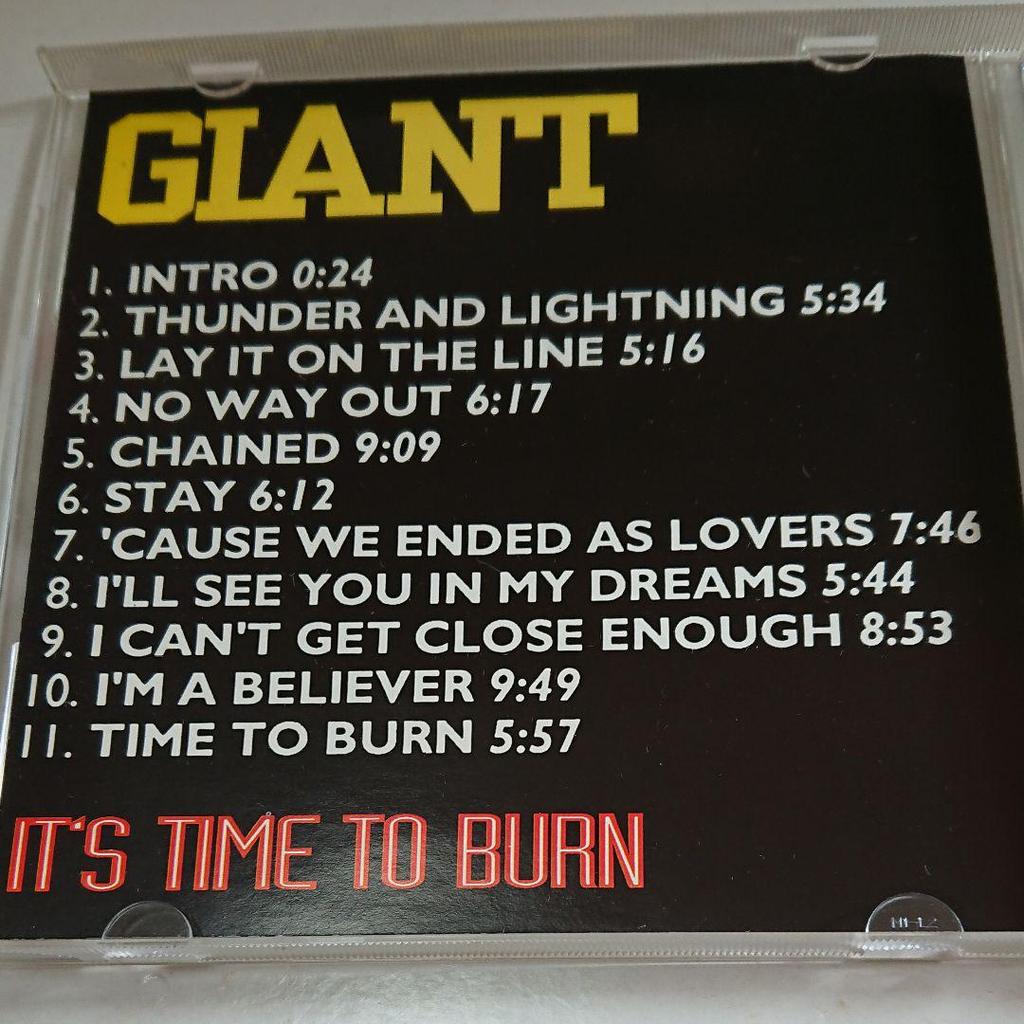 GIANT
1. INTRO 0:24
2. THUNDER AND LIGHTNING 5:34
3. LAY IT ON THE LINE 5:16
4. NO WAY OUT 6:17
5. CHAINED 9:09
6. STAY 6:12
7. 'CAUSE WE ENDED AS LOVERS 7:46
8. I'LL SEE YOU IN MY DREAMS 5:44
9. I CAN'T GET CLOSE ENOUGH 8:53
10. I'M A BELIEVER 9:49
11. TIME TO BURN 5:57
IT'S TIME TO BURN